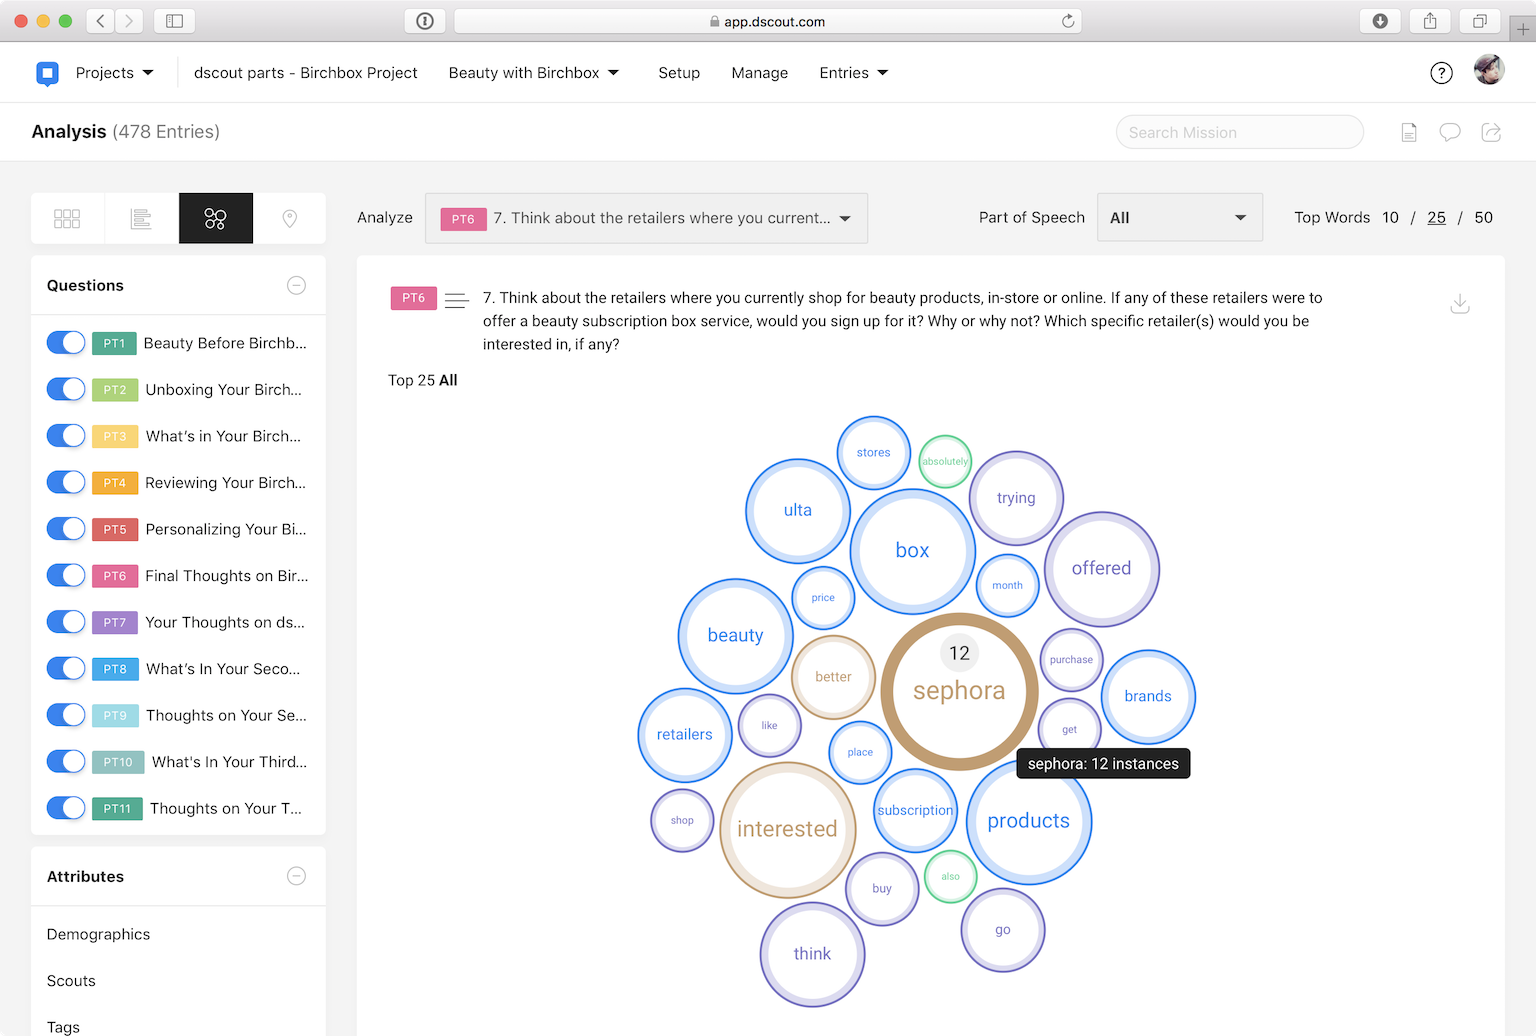 app.dscout.com
Projects dscout parts - Birchbox Project Beauty with Birchbox Setup Manage Entries ?
Analysis (478 Entries) Search Mission
Analyze PT6 7. Think about the retailers where you current... Part of Speech All Top Words 10 / 25 / 50
Questions
PT1 Beauty Before Birchb...
PT2 Unboxing Your Birch...
PT3 What's in Your Birch...
PT4 Reviewing Your Birch...
PT5 Personalizing Your Bi...
PT6 Final Thoughts on Bir...
PT7 Your Thoughts on ds...
PT8 What's In Your Seco...
PT9 Thoughts on Your Se...
PT10 What's In Your Third...
PT11 Thoughts on Your T...
Attributes
Demographics
Scouts
Tags
PT6 7. Think about the retailers where you currently shop for beauty products, in-store or online. If any of these retailers were to
offer a beauty subscription box service, would you sign up for it? Why or why not? Which specific retailer(s) would you be
interested in, if any?
Top 25 All
stores
absolutely
trying
ulta
box
offered
month
price
beauty
12
purchase
better
sephora
brands
like
get
retailers
place
sephora: 12 instances
subscription
shop
products
interested
also
buy
go
think